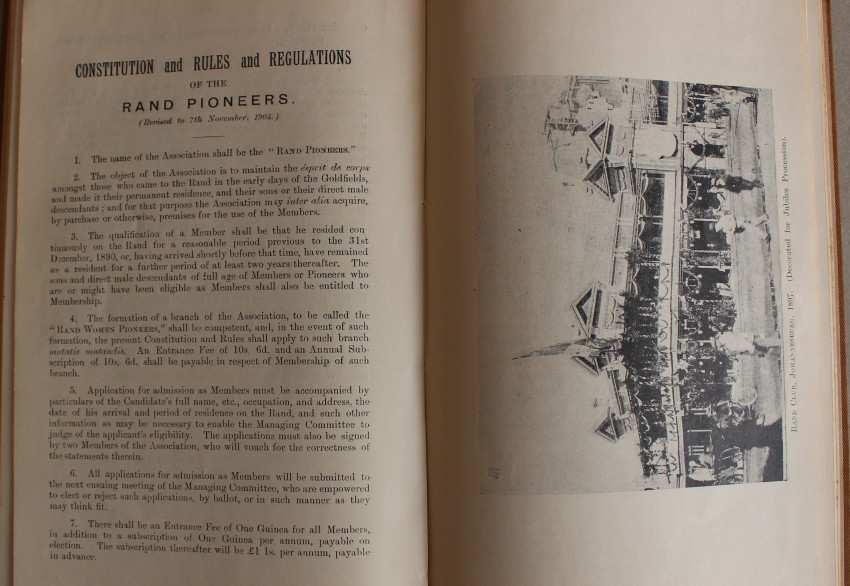 CONSTITUTION and RULES and REGULATIONS
OF THE
RAND PIONEERS.
(Revised to 7th November, 1904.)
1. The name of the Association shall be the "RAND PIONEERS."
2. The object of the Association is to maintain the ésprit de corps
amongst those who came to the Rand in the early days of the Goldfields,
and made it their permanent residence, and their sons or their direct male
descendants; and for that purpose the Association may inter alia acquire,
by purchase or otherwise, premises for the use of the Members.
3. The qualification of a Member shall be that he resided con
tinuously on the Rand for a reasonable period previous to the 31st
December, 1890, or, having arrived shortly before that time, have remained
as a resident for a further period of at least two years thereafter. The
sons and direct male descendants of full age of Members or Pioneers who
are or might have been eligible as Members shall also be entitled to
Membership.
4. The formation of a branch of the Association, to be called the
"RAND WOMEN PIONEERS," shall be competent, and, in the event of such
formation, the present Constitution and Rules shall apply to such branch
mutatis mutandis. An Entrance Fee of 10s. 6d. and an Annual Sub-
scription of 10s. 6d. shall be payable in respect of Membership of such
branch.
5. Application for admission as Members must be accompanied by
particulars of the Candidate's full name, etc., occupation, and address, the
date of his arrival and period of residence on the Rand, and such other
information as may be necessary to enable the Managing Committee to
judge of the applicant's eligibility. The applications must also be signed
by two Members of the Association, who will vouch for the correctness of
the statements therein.
6. All applications for admission as Members will be submitted to
the next ensuing meeting of the Managing Committee, who are empowered
to elect or reject such applications, by ballot, or in such manner as they
may think fit.
7. There shall be an Entrance Fee of One Guinea for all Members,
in addition to a subscription of One Guinea per annum, payable on
election. The subscription thereafter will be £1 1s. per annum, payable
in advance.
RAND CLUB, JOHANNESBURG, 1897. (Decorated for Jubilee Procession).